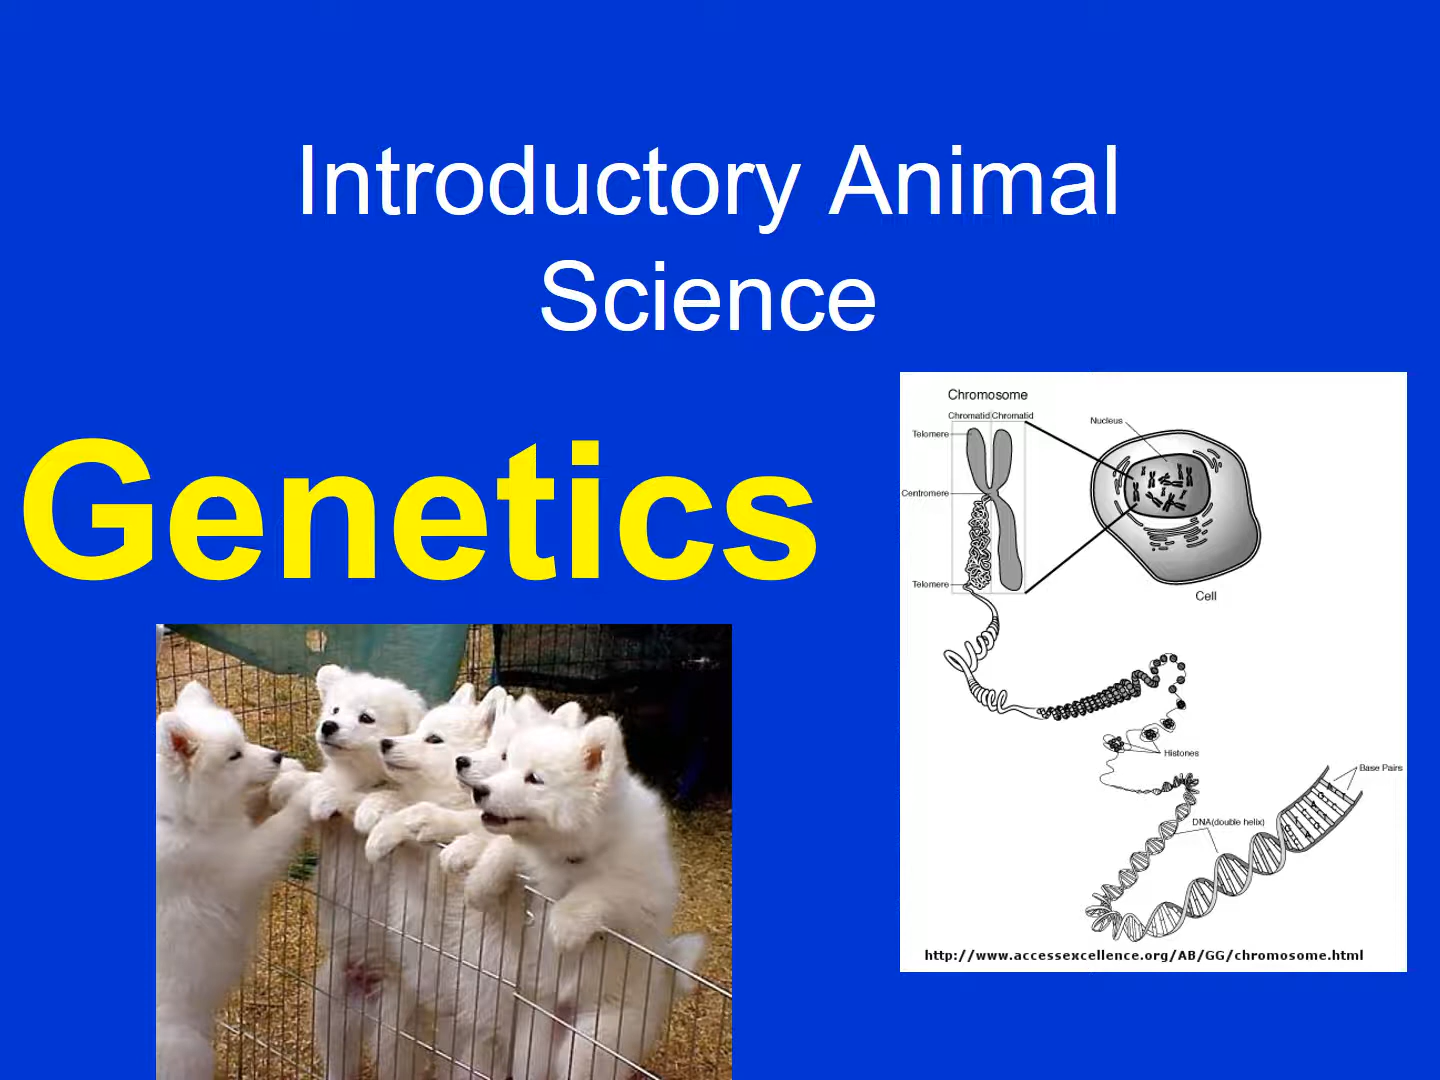 Introductory Animal
Science
Genetics
Chromosome
Chromatid Chromatid
Telomere
Centromere
Telomere
Nucleus
Cell
Histones
Base Pairs
DNA(double helix)
http://www.accessexcellence.org/AB/GG/chromosome.html